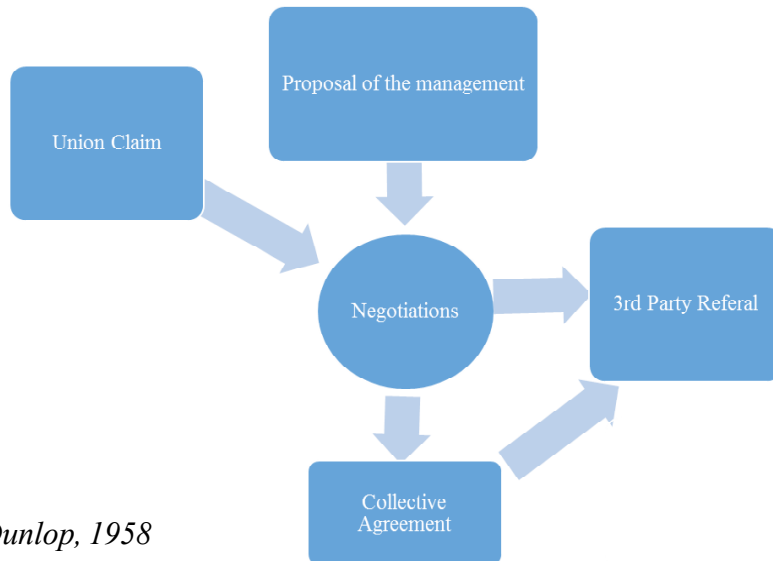 Proposal of the management
Union Claim
Negotiations
3rd Party Referal
Collective
Agreement
unlop, 1958